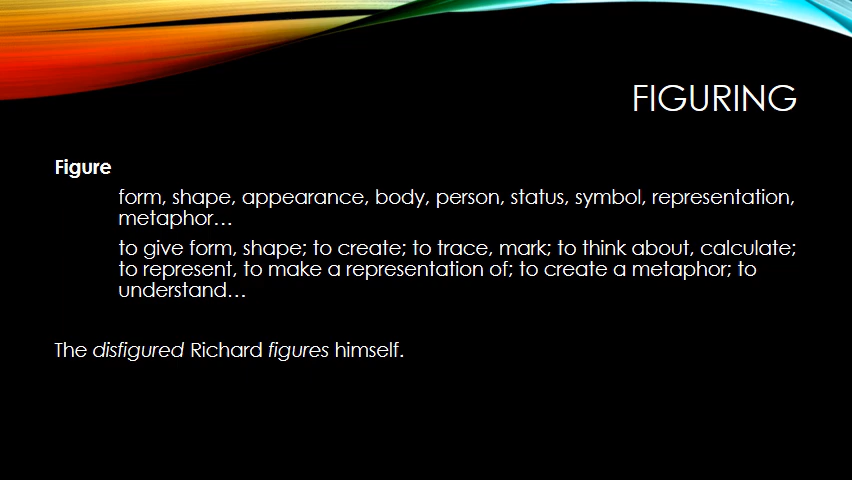 FIGURING
Figure
form, shape, appearance, body, person, status, symbol, representation,
metaphor…
to give form, shape; to create; to trace, mark; to think about, calculate;
to represent, to make a representation of; to create a metaphor; to
understand…
The disfigured Richard figures himself.